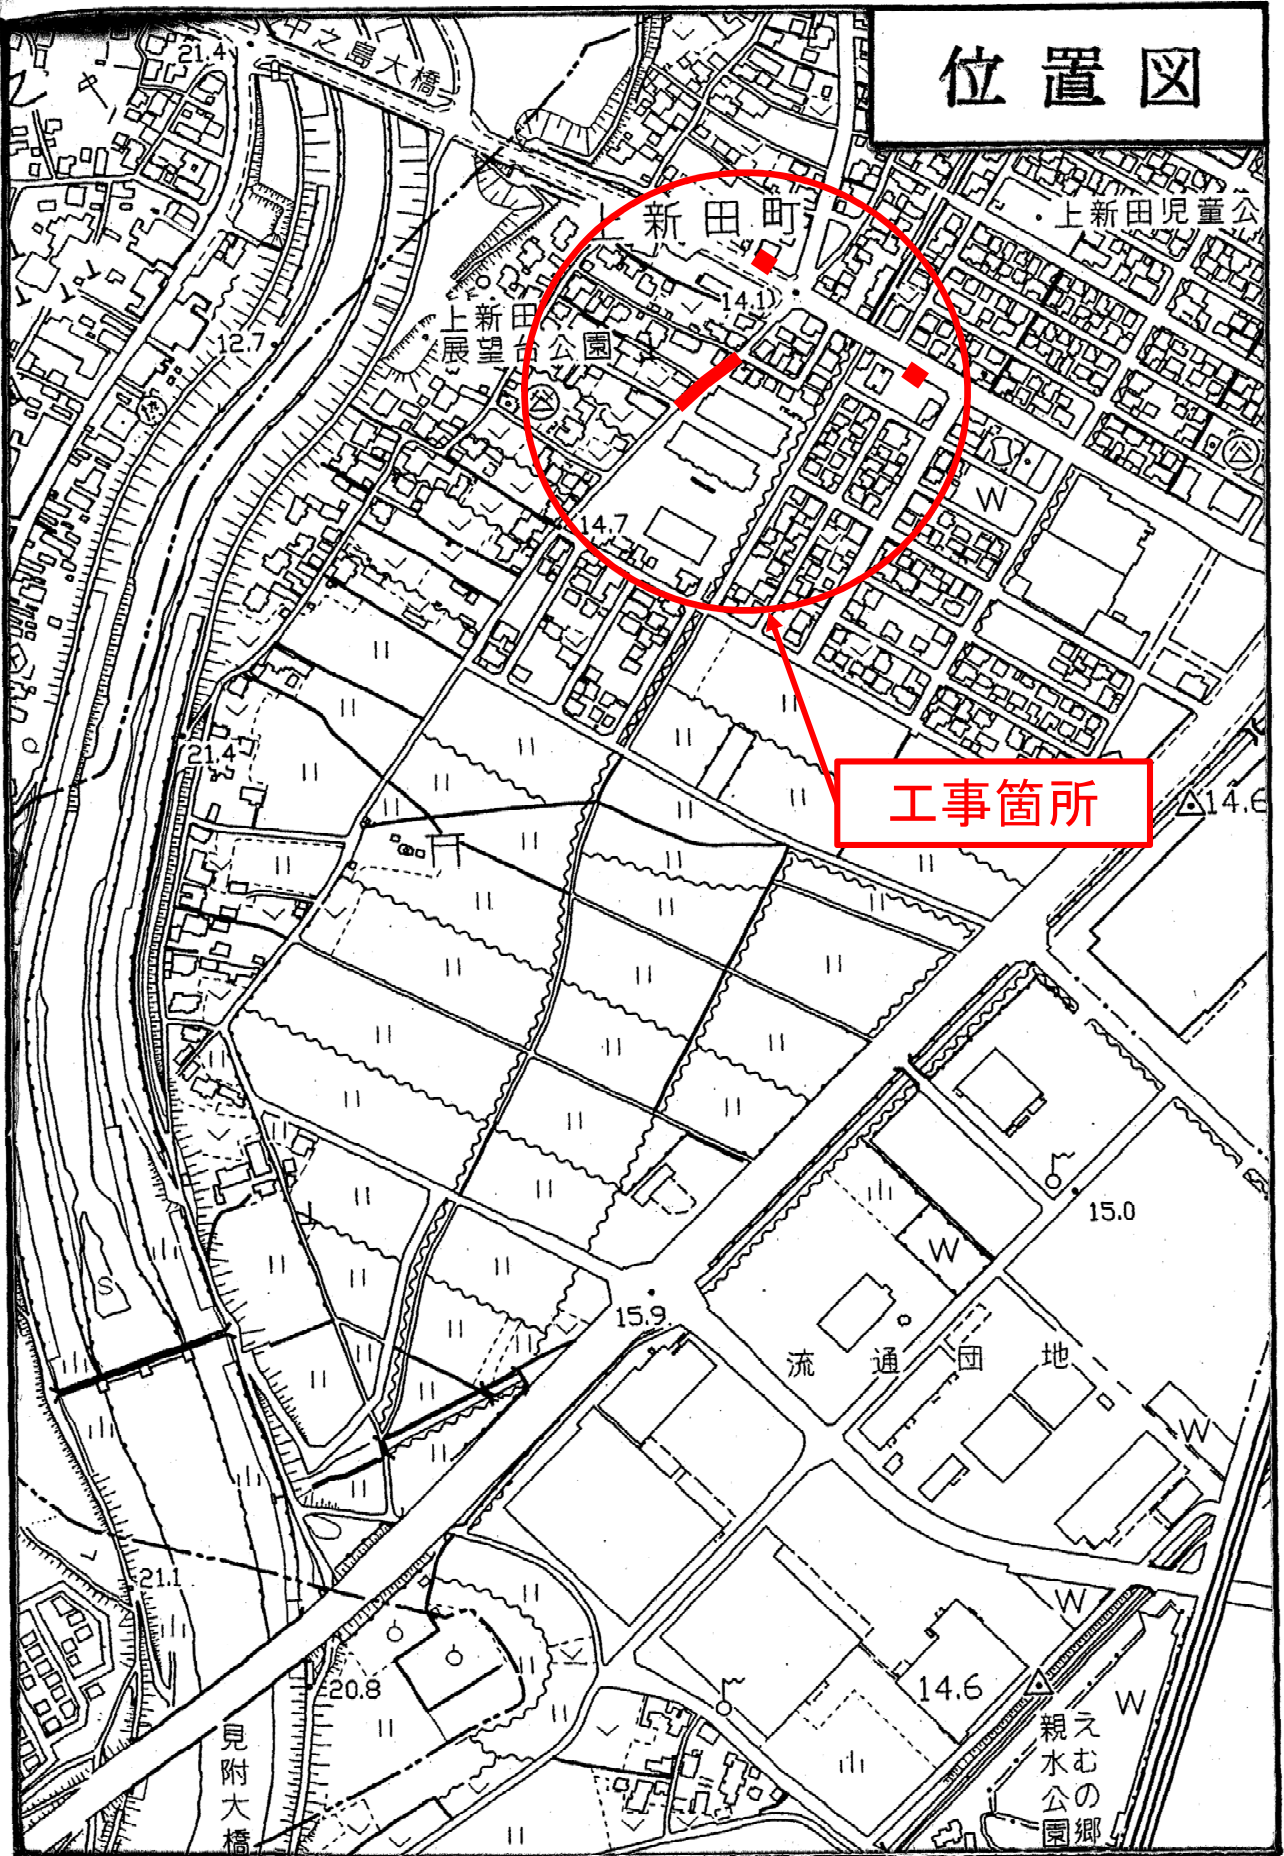 位置図
中之島大橋
21.4
上新田町
上新田児童公
14.1
上新田
展望台公園
12.7
14.7
W
21.4
工事箇所
14.6
15.0
W
S
15.9
流通団地
W
21.1
W
20.8
14.6
W
見附大橋
えむの郷
親水公園